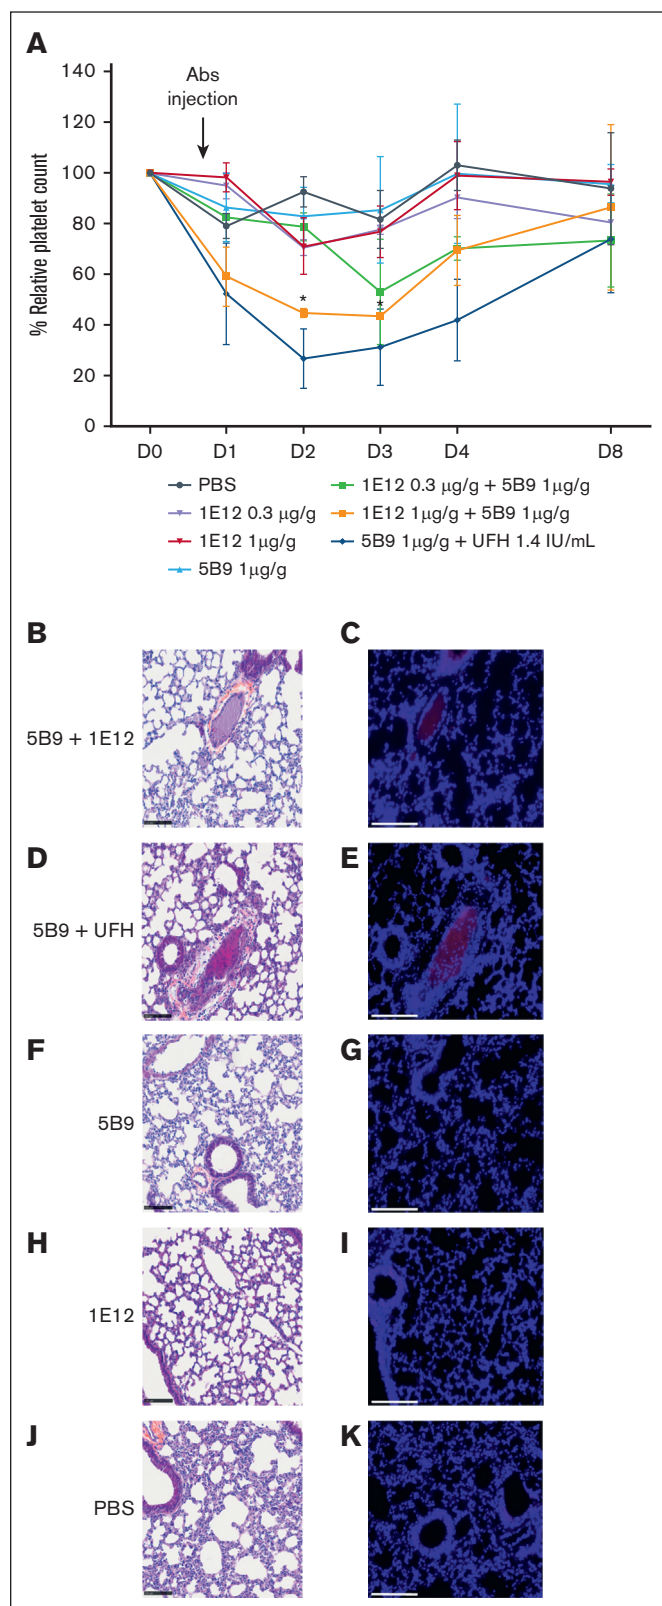 A
140
120
100
80
60
40
20
0
% Relative platelet count
Abs
injection
*
*
D0 D1 D2 D3 D4 D8
PBS
1E12 0.3 μg/g
1E12 1μg/g
5B9 1μg/g
1E12 0.3 μg/g + 5B9 1μg/g
1E12 1μg/g + 5B9 1μg/g
5B9 1μg/g + UFH 1.4 IU/mL
B C
5B9 + 1E12
D E
5B9 + UFH
F G
5B9
H I
1E12
J K
PBS